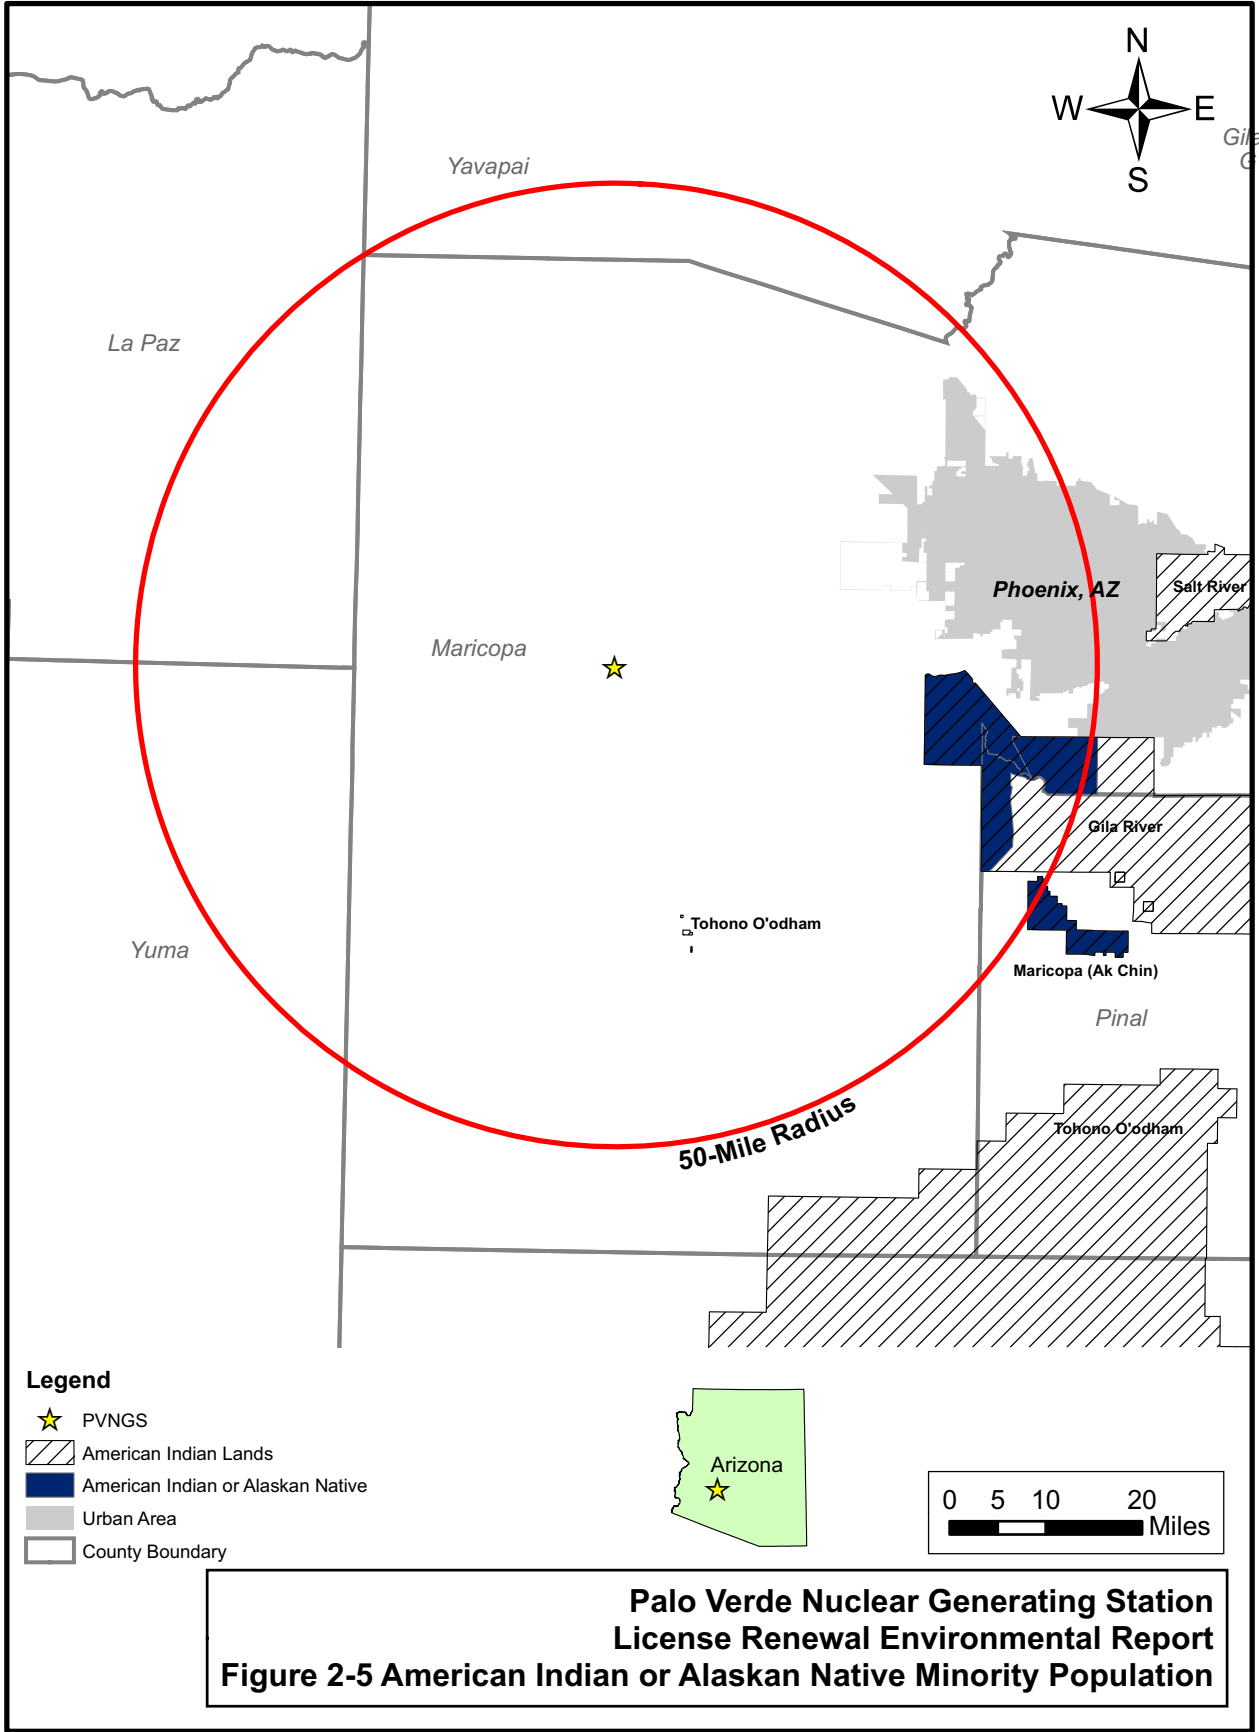 N
W E
S
Gila
G
Yavapai
La Paz
Phoenix, AZ
Salt River
Maricopa
Gila River
Tohono O'odham
Yuma
Maricopa (Ak Chin)
Pinal
50-Mile Radius
Tohono O'odham
Legend
PVNGS
American Indian Lands
American Indian or Alaskan Native
Urban Area
County Boundary
Arizona
0 5 10 20
Miles
Palo Verde Nuclear Generating Station
License Renewal Environmental Report
Figure 2-5 American Indian or Alaskan Native Minority Population